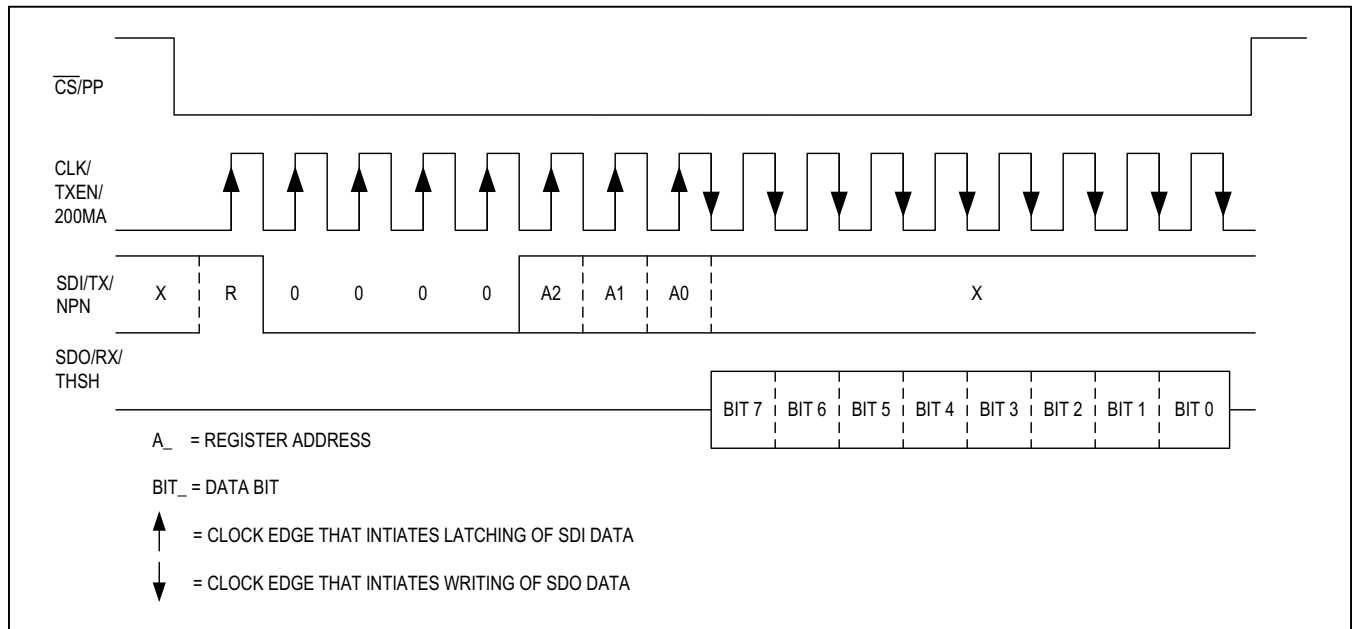 CS/PP
CLK/
TXEN/
200MA
SDI/TX/
NPN
X R 0 0 0 0 A2 A1 A0 X
SDO/RX/
THSH
BIT 7 BIT 6 BIT 5 BIT 4 BIT 3 BIT 2 BIT 1 BIT 0
A_ = REGISTER ADDRESS
BIT_ = DATA BIT
= CLOCK EDGE THAT INTIATES LATCHING OF SDI DATA
= CLOCK EDGE THAT INTIATES WRITING OF SDO DATA